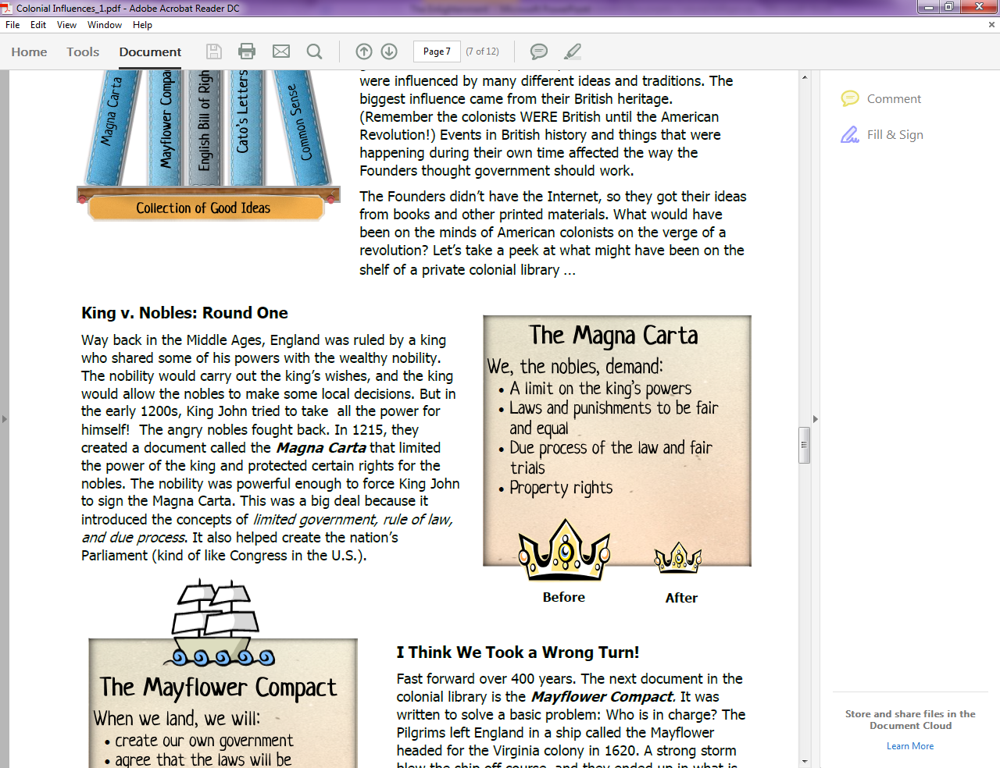 Colonial Influences_1.pdf - Adobe Acrobat Reader DC
File Edit View Window Help
Home Tools Document Page 7 (7 of 12)
Magna Carta
Mayflower Compac
English Bill of Righ
Cato's Letters
Common Sense
Collection of Good Ideas
were influenced by many different ideas and traditions. The
biggest influence came from their British heritage.
(Remember the colonists WERE British until the American
Revolution!) Events in British history and things that were
happening during their own time affected the way the
Founders thought government should work.
The Founders didn't have the Internet, so they got their ideas
from books and other printed materials. What would have
been on the minds of American colonists on the verge of a
revolution? Let's take a peek at what might have been on the
shelf of a private colonial library ...
King v. Nobles: Round One
Way back in the Middle Ages, England was ruled by a king
who shared some of his powers with the wealthy nobility.
The nobility would carry out the king's wishes, and the king
would allow the nobles to make some local decisions. But in
the early 1200s, King John tried to take all the power for
himself! The angry nobles fought back. In 1215, they
created a document called the Magna Carta that limited
the power of the king and protected certain rights for the
nobles. The nobility was powerful enough to force King John
to sign the Magna Carta. This was a big deal because it
introduced the concepts of limited government, rule of law,
and due process. It also helped create the nation's
Parliament (kind of like Congress in the U.S.).
The Magna Carta
We, the nobles, demand:
• A limit on the king's powers
• Laws and punishments to be fair
and equal
• Due process of the law and fair
trials
• Property rights
Before After
The Mayflower Compact
When we land, we will:
• create our own government
• agree that the laws will be
I Think We Took a Wrong Turn!
Fast forward over 400 years. The next document in the
colonial library is the Mayflower Compact. It was
written to solve a basic problem: Who is in charge? The
Pilgrims left England in a ship called the Mayflower
headed for the Virginia colony in 1620. A strong storm
blew the ship off course, and they ended up in what is
Comment
Fill & Sign
Store and share files in the
Document Cloud
Learn More